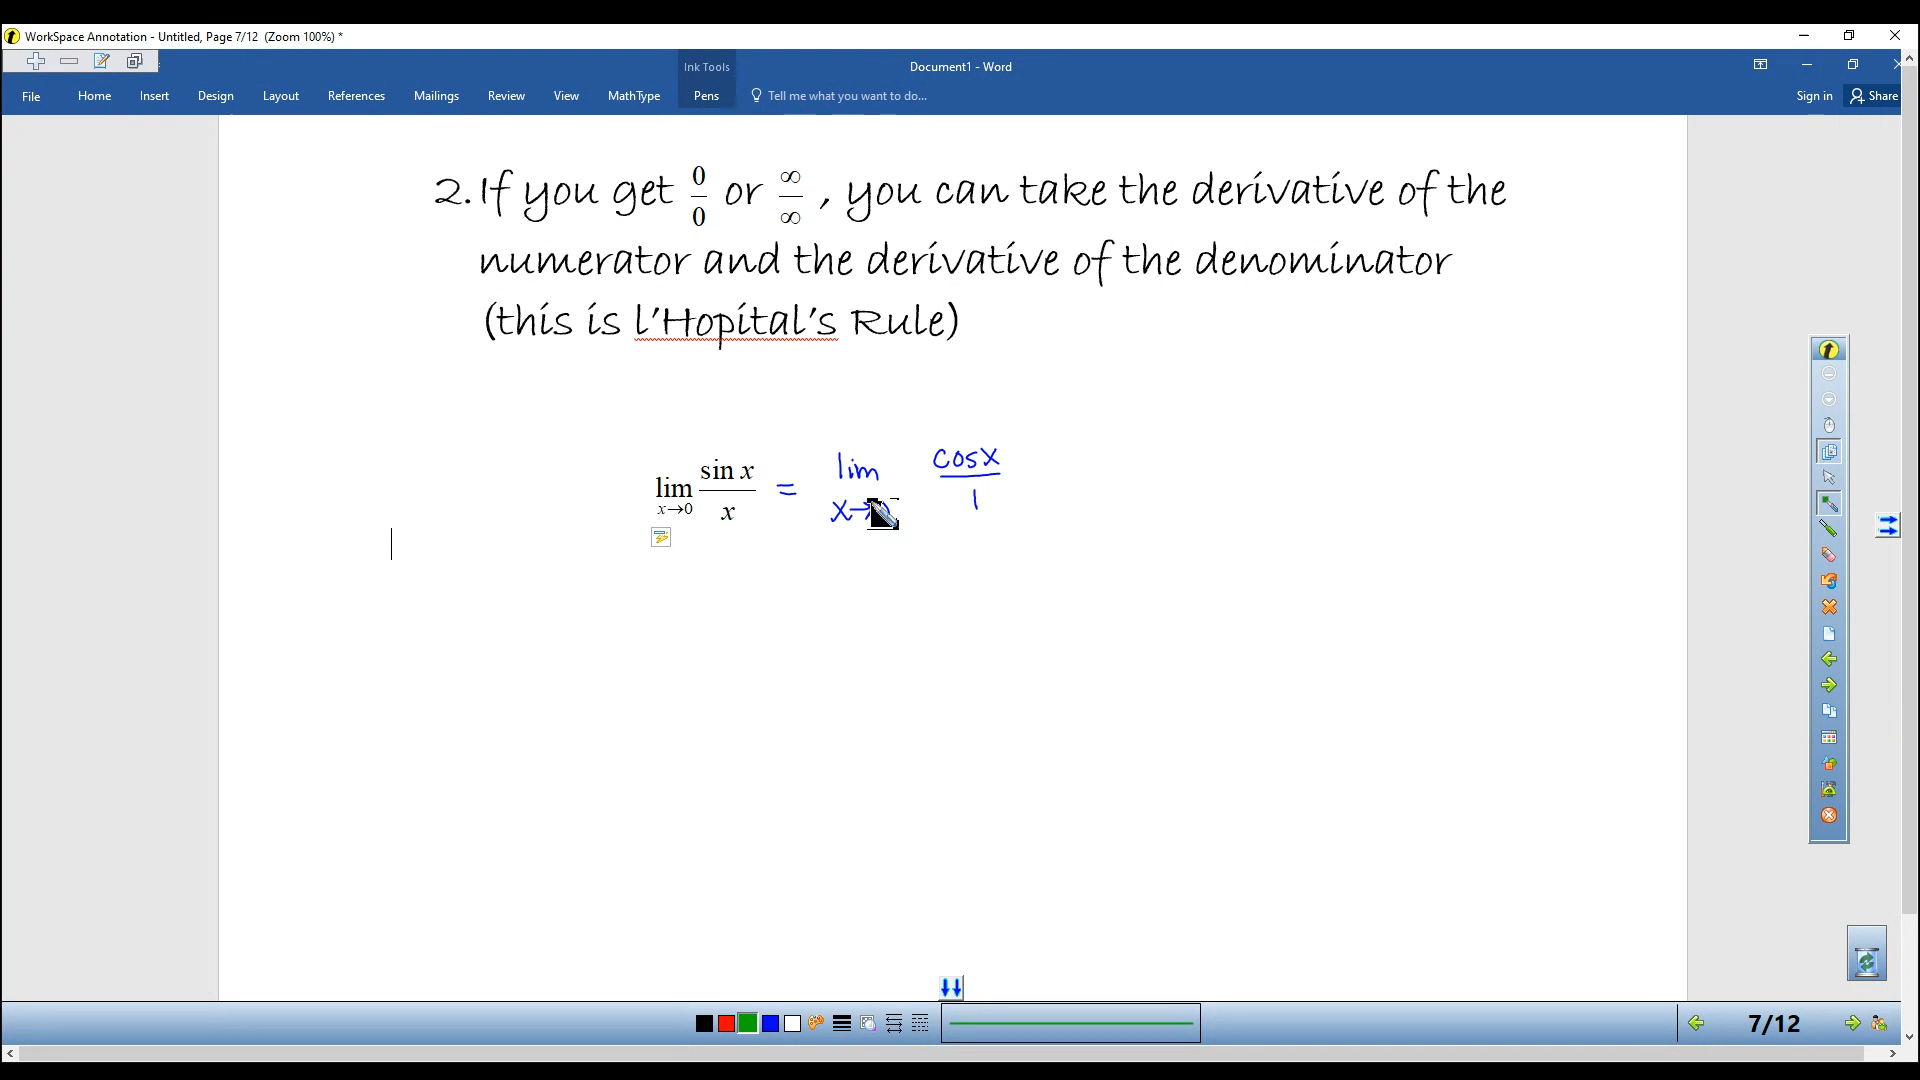 WorkSpace Annotation - Untitled, Page 7/12 (Zoom 100%) *
Ink Tools
Document1 - Word
File Home Insert Design Layout References Mailings Review View MathType Pens Tell me what you want to do... Sign in Share
2. If you get 0/0 or ∞/∞ , you can take the derivative of the
numerator and the derivative of the denominator
(this is l'Hopital's Rule)
lim x→0 sin x / x = lim x→0 cosx / 1
7/12